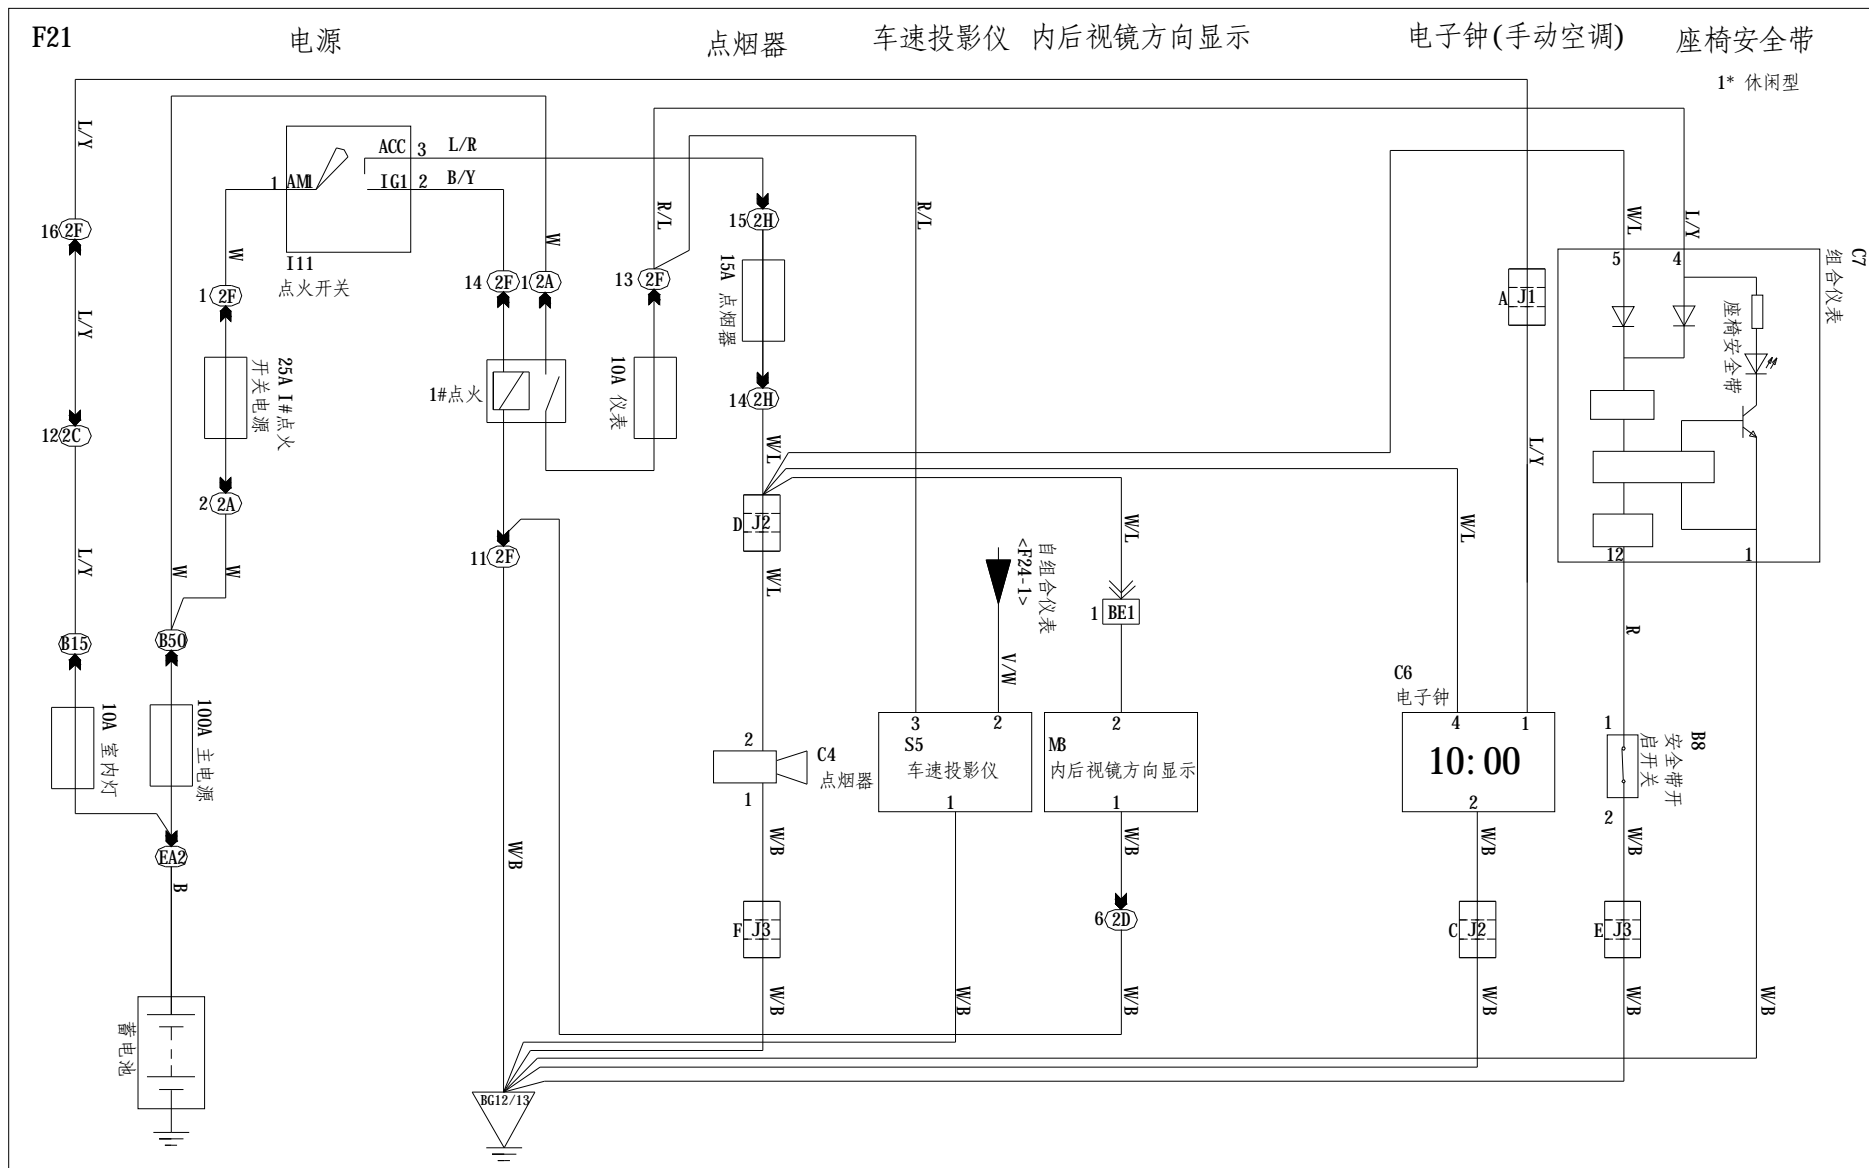 F21
电源
点烟器
车速投影仪
内后视镜方向显示
电子钟(手动空调)
座椅安全带
1* 休闲型
L/Y
ACC 3 L/R
1 AM1
IG1 2 B/Y
I11
点火开关
16 2F
W
1 2F
L/Y
25A I#点火
开关电源
12 2C
2 2A
L/Y
W
W
B15
B50
10A 室内灯
100A 主电源
EA2
B
蓄电池
W
14 2F
1 2A
1#点火
11 2F
W/B
BG12/13
R/L
13 2F
10A 仪表
15 2H
15A 点烟器
14 2H
W/L
D J2
W/L
2
C4
点烟器
1
W/B
F J3
W/B
R/L
自组合仪表
<F24-1>
V/W
3
2
S5
车速投影仪
1
W/B
W/L
1 BE1
2
M8
内后视镜方向显示
1
W/B
6 2D
W/B
A J1
L/Y
W/L
C6
电子钟
4
1
10:00
2
W/B
C J2
W/B
W/L
L/Y
5
4
C7
组合仪表
座椅安全带
12
1
R
1
B8
安全带开
启开关
2
W/B
E J3
W/B
W/B